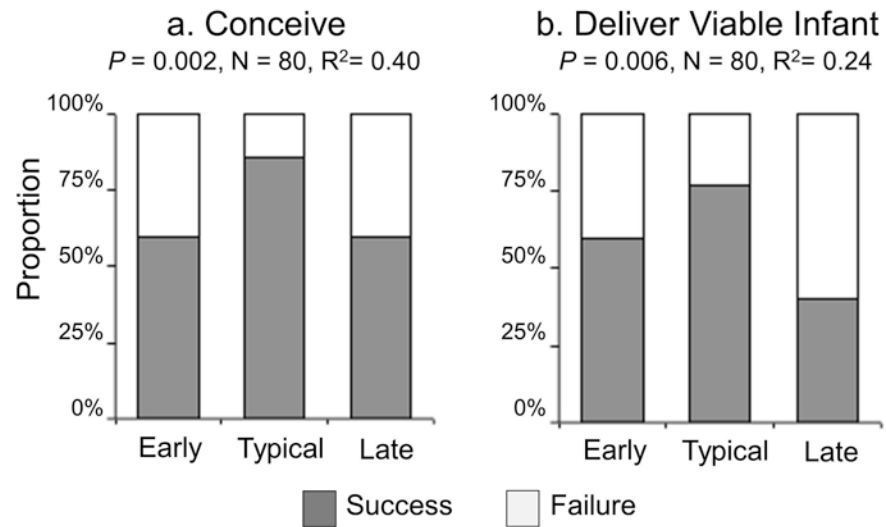 a. Conceive
P = 0.002, N = 80, R²= 0.40
100%
75%
50%
25%
0%
Proportion
Early Typical Late
b. Deliver Viable Infant
P = 0.006, N = 80, R²= 0.24
100%
75%
50%
25%
0%
Early Typical Late
Success Failure